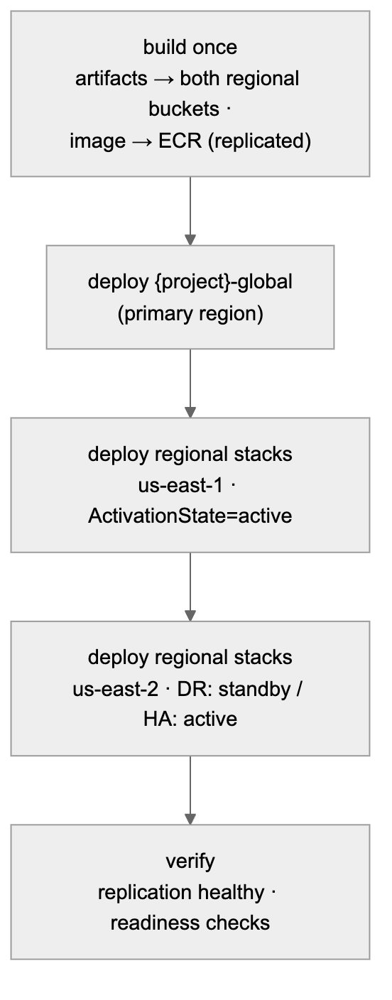 build once
artifacts → both regional
buckets ·
image → ECR (replicated)
deploy {project}-global
(primary region)
deploy regional stacks
us-east-1 ·
ActivationState=active
deploy regional stacks
us-east-2 · DR: standby /
HA: active
verify
replication healthy ·
readiness checks